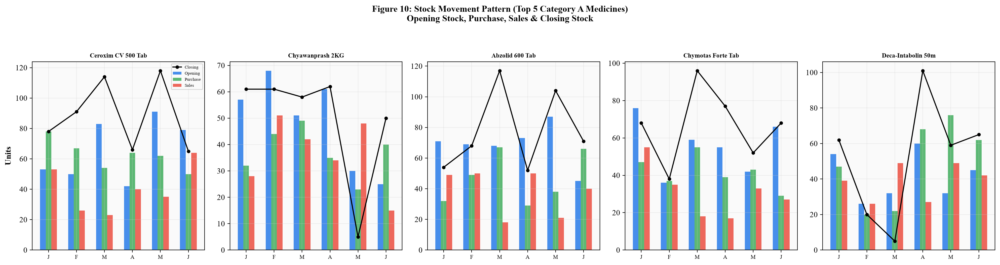 Figure 10: Stock Movement Pattern (Top 5 Category A Medicines)
Opening Stock, Purchase, Sales & Closing Stock
Ceroxim CV 500 Tab
Units
120
100
80
60
40
20
0
J F M A M J
Closing
Opening
Purchase
Sales
Chyawanprash 2KG
70
60
50
40
30
20
10
0
J F M A M J
Abzolid 600 Tab
120
100
80
60
40
20
0
J F M A M J
Chymotas Forte Tab
100
80
60
40
20
0
J F M A M J
Deca-Intabolin 50m
100
80
60
40
20
0
J F M A M J